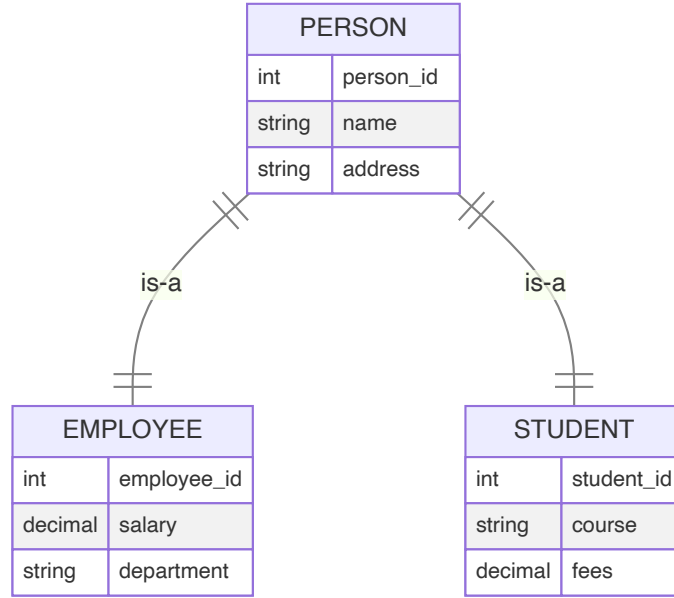 PERSON
int person_id
string name
string address
is-a
is-a
EMPLOYEE
int employee_id
decimal salary
string department
STUDENT
int student_id
string course
decimal fees